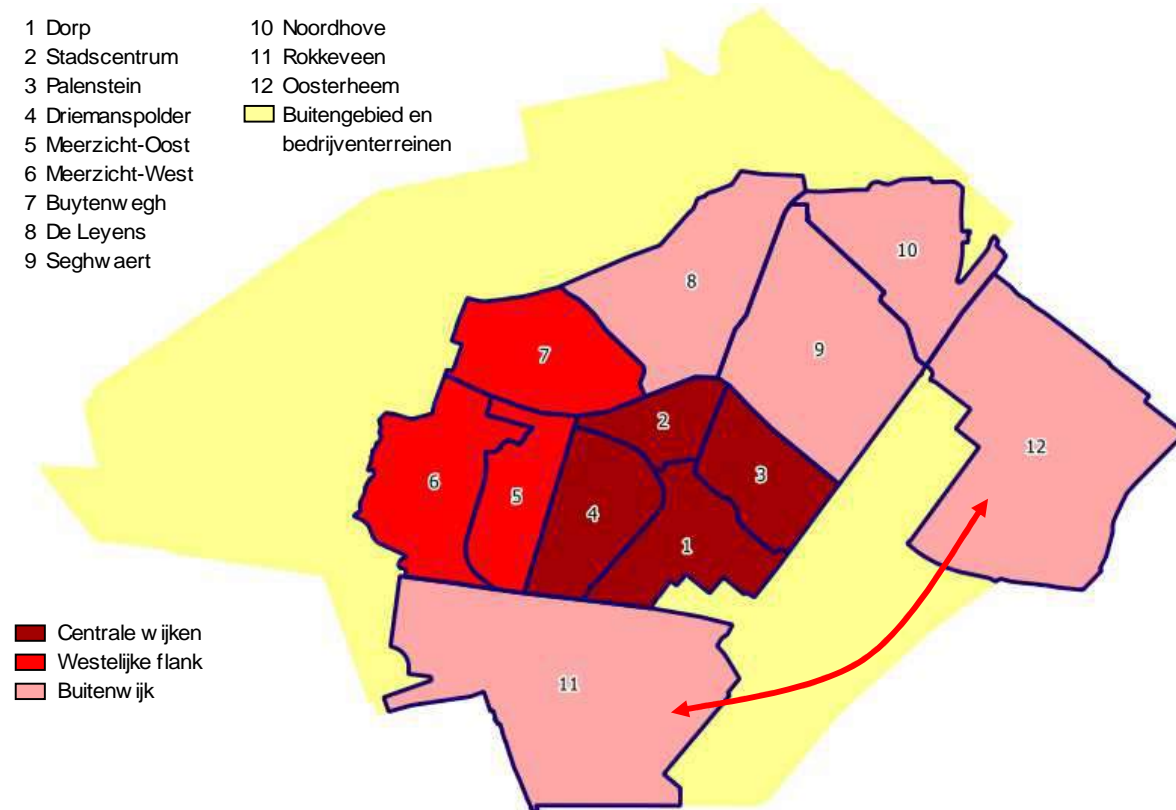 1 Dorp
2 Stadscentrum
3 Palenstein
4 Driemanspolder
5 Meerzicht-Oost
6 Meerzicht-West
7 Buytenwegh
8 De Leyens
9 Seghwaert
10 Noordhove
11 Rokkeveen
12 Oosterheem
Buitengebied en
bedrijventerreinen
10
8
9
7
2
12
3
6
5
4
1
11
Centrale wijken
Westelijke flank
Buitenwijk